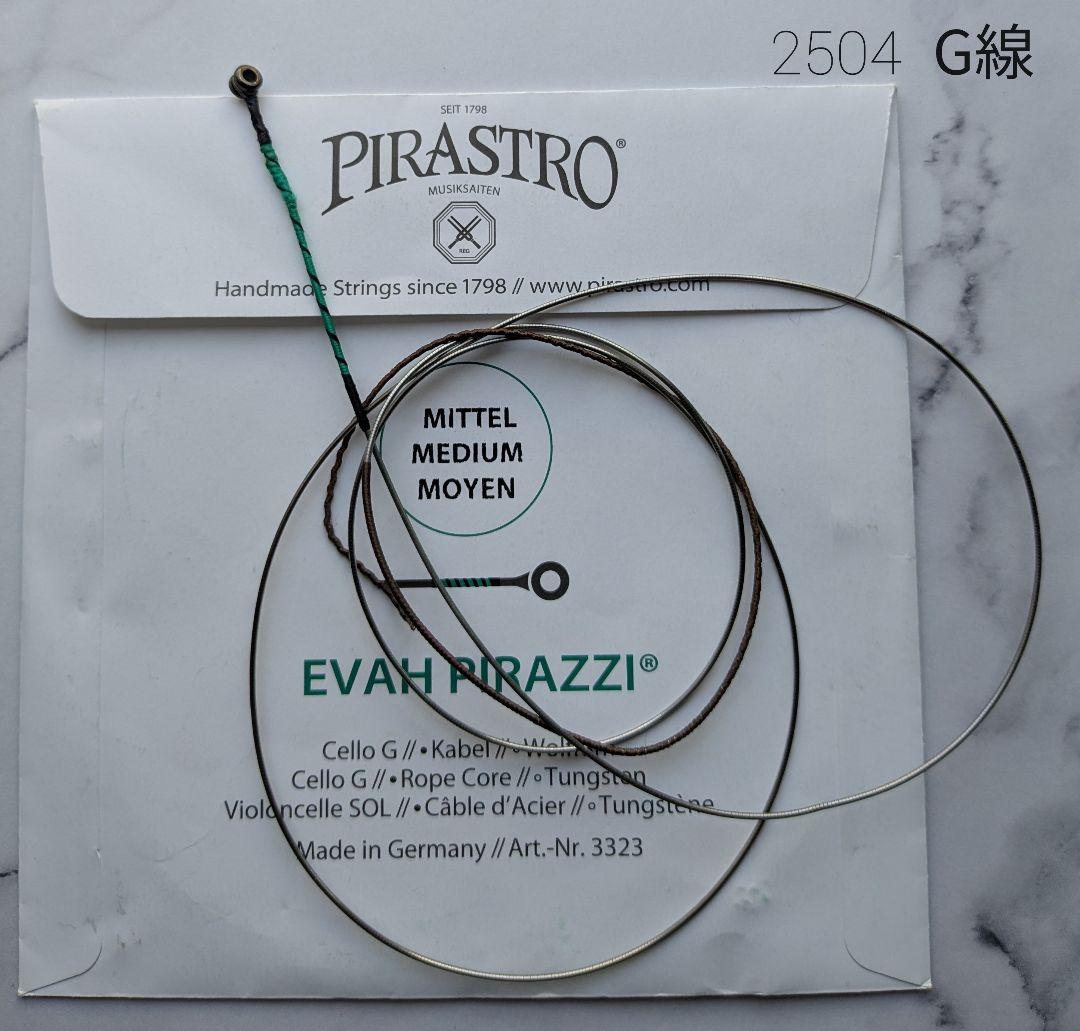 2504 G線
SEIT 1798
PIRASTRO®
MUSIKSAITEN
REG
Handmade Strings since 1798 // www.pirastro.com
MITTEL
MEDIUM
MOYEN
EVAH PIRAZZI®
Cello G // • Kabel // ◦
Cello G // • Rope Core // ◦ Tungsten
Violoncelle SOL // • Câble d'Acier // ◦ Tungstène
Made in Germany // Art.-Nr. 3323